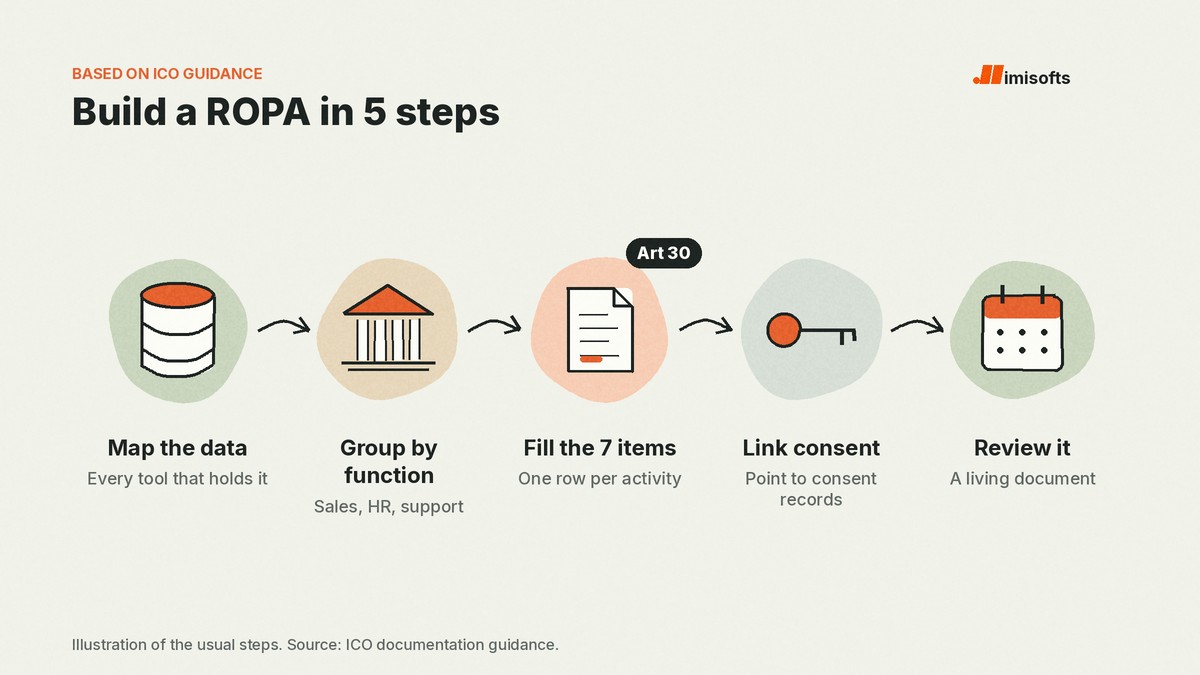 BASED ON ICO GUIDANCE
Build a ROPA in 5 steps
imisofts
Art 30
Map the data
Every tool that holds it
Group by
function
Sales, HR, support
Fill the 7 items
One row per activity
Link consent
Point to consent
records
Review it
A living document
Illustration of the usual steps. Source: ICO documentation guidance.